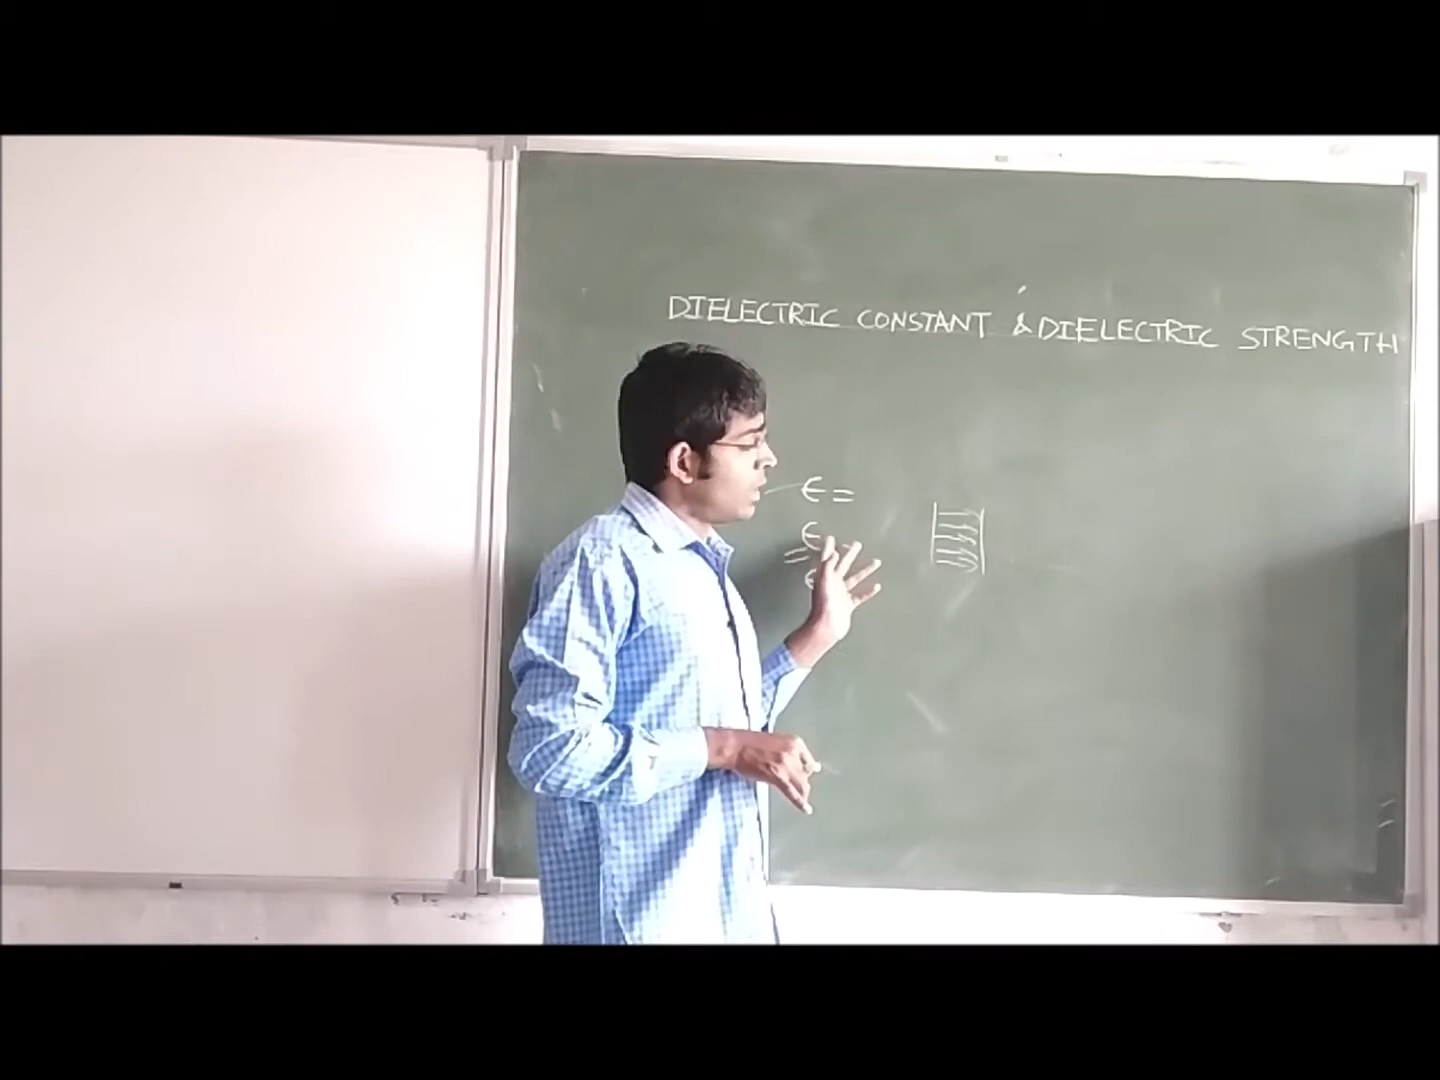 DIELECTRIC CONSTANT & DIELECTRIC STRENGTH
ϵ =
ϵ
=
ϵ